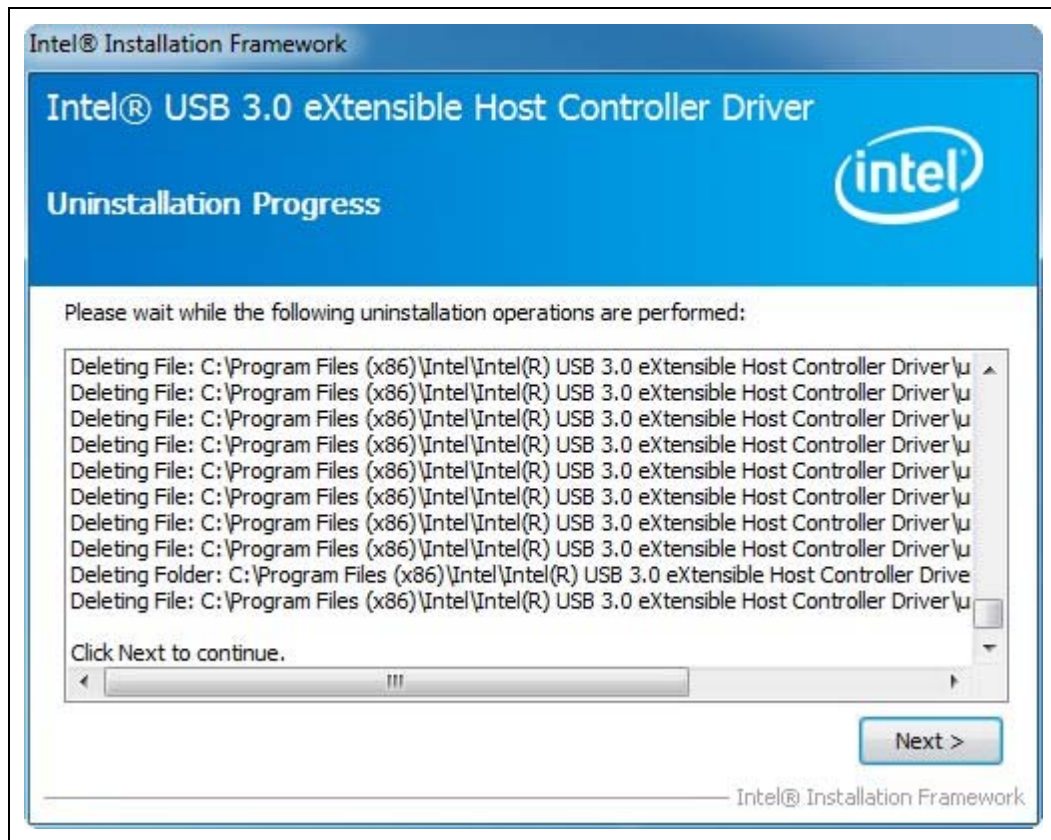 Intel® Installation Framework
Intel® USB 3.0 eXtensible Host Controller Driver
intel
Uninstallation Progress
Please wait while the following uninstallation operations are performed:
Deleting File: C:\Program Files (x86)\Intel\Intel(R) USB 3.0 eXtensible Host Controller Driver\µ
Deleting File: C:\Program Files (x86)\Intel\Intel(R) USB 3.0 eXtensible Host Controller Driver\µ
Deleting File: C:\Program Files (x86)\Intel\Intel(R) USB 3.0 eXtensible Host Controller Driver\µ
Deleting File: C:\Program Files (x86)\Intel\Intel(R) USB 3.0 eXtensible Host Controller Driver\µ
Deleting File: C:\Program Files (x86)\Intel\Intel(R) USB 3.0 eXtensible Host Controller Driver\µ
Deleting File: C:\Program Files (x86)\Intel\Intel(R) USB 3.0 eXtensible Host Controller Driver\µ
Deleting File: C:\Program Files (x86)\Intel\Intel(R) USB 3.0 eXtensible Host Controller Driver\µ
Deleting File: C:\Program Files (x86)\Intel\Intel(R) USB 3.0 eXtensible Host Controller Driver\µ
Deleting Folder: C:\Program Files (x86)\Intel\Intel(R) USB 3.0 eXtensible Host Controller Drive
Deleting File: C:\Program Files (x86)\Intel\Intel(R) USB 3.0 eXtensible Host Controller Driver\µ
Click Next to continue.
Next >
Intel® Installation Framework